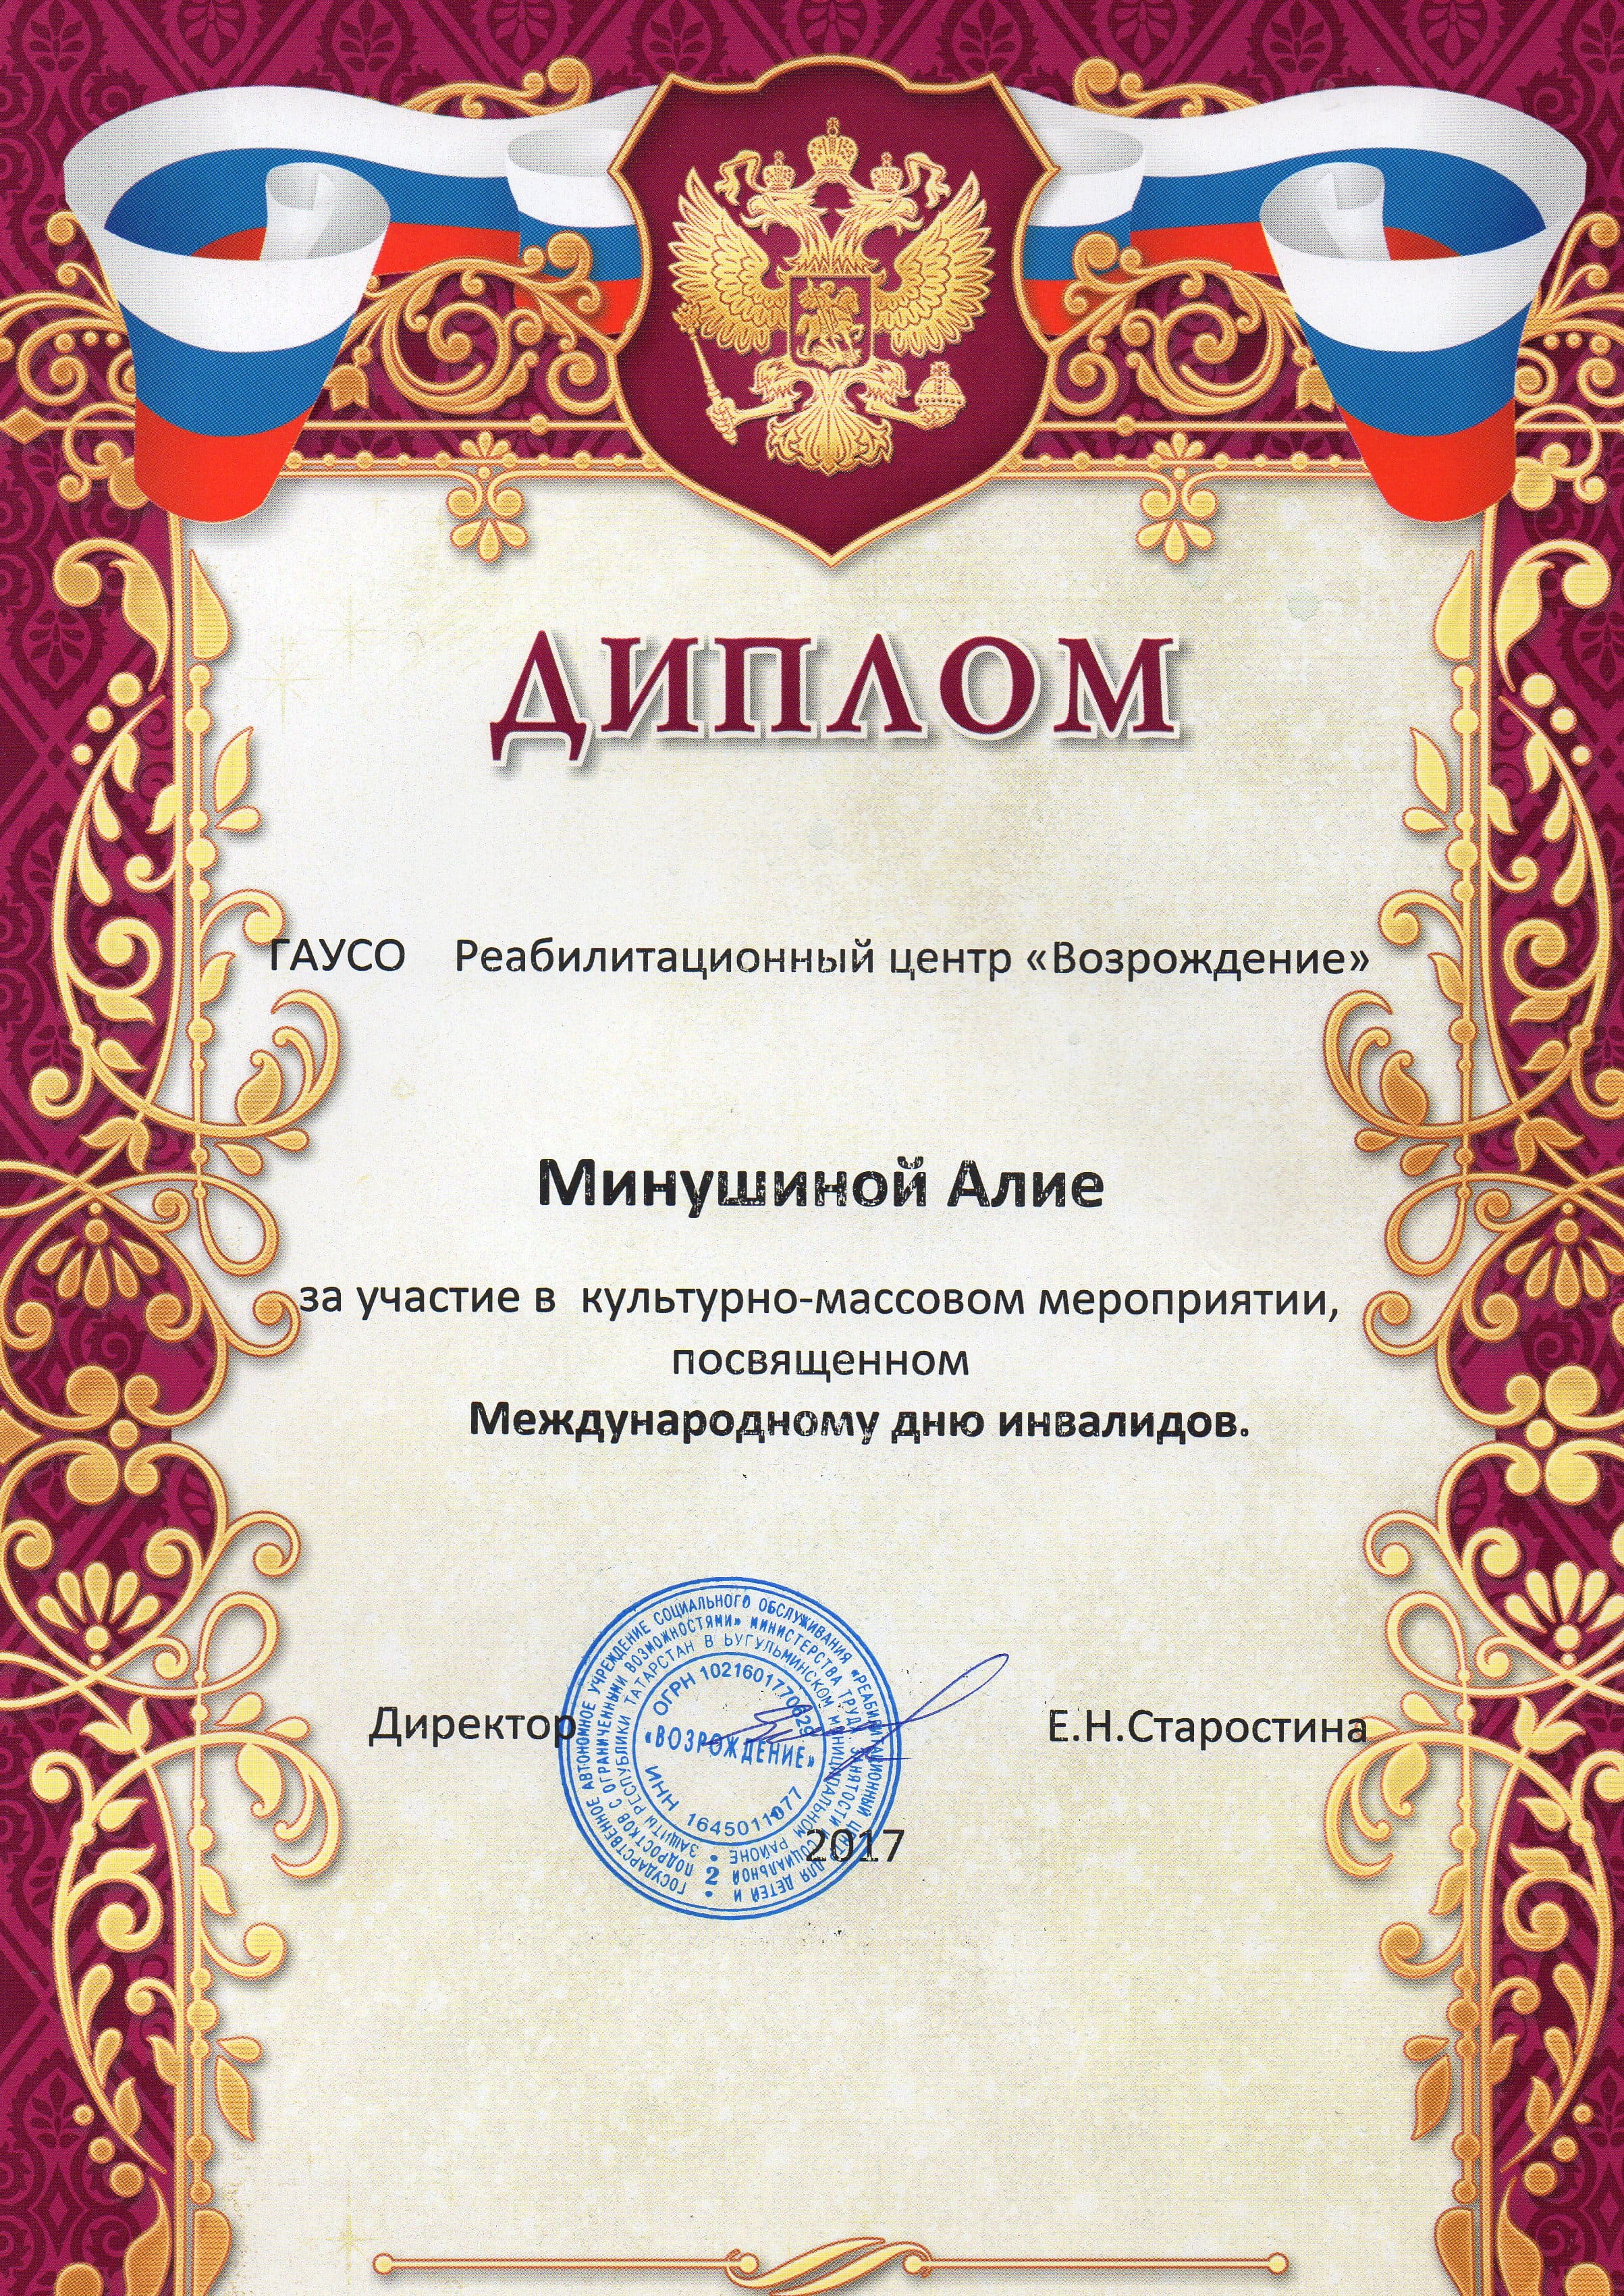 ДИПЛОМ
ГАУСО Реабилитационный центр «Возрождение»
Минушиной Алие
за участие в культурно-массовом мероприятии,
посвященном
Международному дню инвалидов.
Директор
Е.Н.Старостина
2017
ГОСУДАРСТВЕННОЕ АВТОНОМНОЕ УЧРЕЖДЕНИЕ СОЦИАЛЬНОГО ОБСЛУЖИВАНИЯ «РЕАБИЛИТАЦИОННЫЙ ЦЕНТР ДЛЯ ДЕТЕЙ И
ПОДРОСТКОВ С ОГРАНИЧЕННЫМИ ВОЗМОЖНОСТЯМИ» МИНИСТЕРСТВА ТРУДА, ЗАНЯТОСТИ И СОЦИАЛЬНОЙ
ЗАЩИТЫ РЕСПУБЛИКИ ТАТАРСТАН В БУГУЛЬМИНСКОМ МУНИЦИПАЛЬНОМ РАЙОНЕ
ОГРН 1021601770629
«ВОЗРОЖДЕНИЕ»
ИНН 1645011077
2